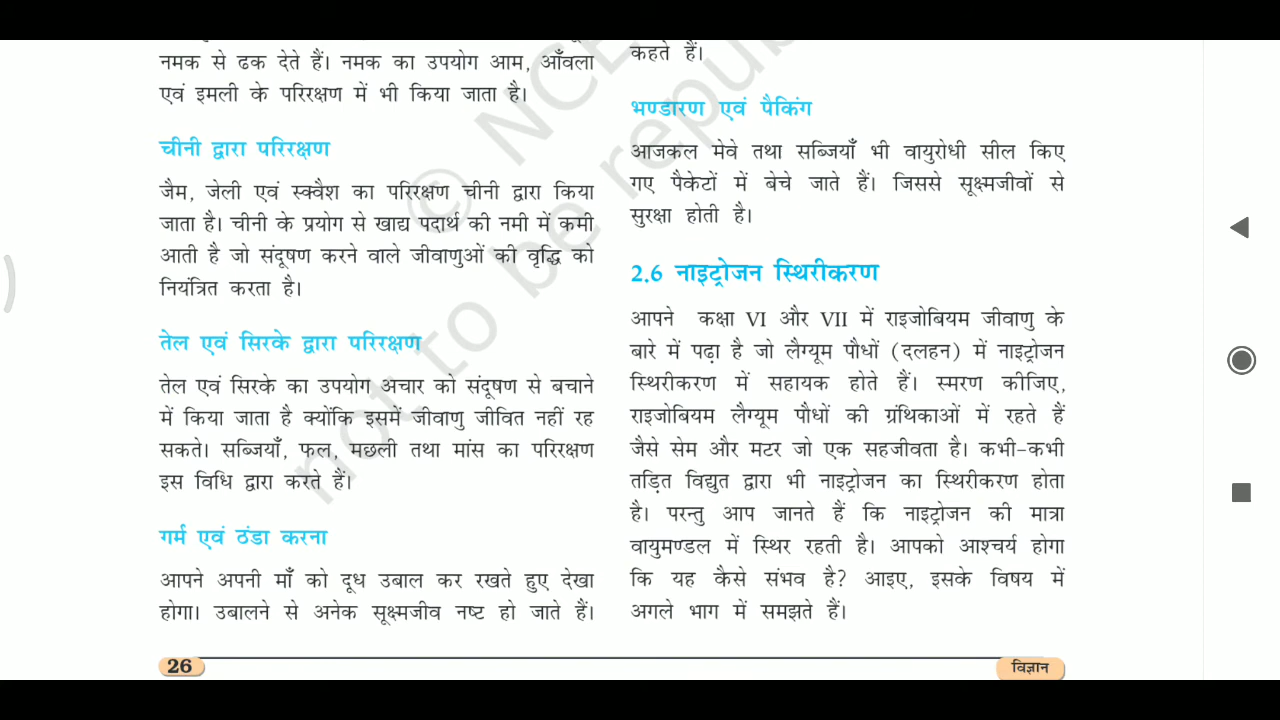 नमक से ढक देते हैं। नमक का उपयोग आम, आँवला
एवं इमली के परिरक्षण में भी किया जाता है।
चीनी द्वारा परिरक्षण
जैम, जेली एवं स्क्वैश का परिरक्षण चीनी द्वारा किया
जाता है। चीनी के प्रयोग से खाद्य पदार्थ की नमी में कमी
आती है जो संदूषण करने वाले जीवाणुओं की वृद्धि को
नियंत्रित करता है।
तेल एवं सिरके द्वारा परिरक्षण
तेल एवं सिरके का उपयोग अचार को संदूषण से बचाने
में किया जाता है क्योंकि इसमें जीवाणु जीवित नहीं रह
सकते। सब्जियाँ, फल, मछली तथा मांस का परिरक्षण
इस विधि द्वारा करते हैं।
गर्म एवं ठंडा करना
आपने अपनी माँ को दूध उबाल कर रखते हुए देखा
होगा। उबालने से अनेक सूक्ष्मजीव नष्ट हो जाते हैं।
कहते हैं।
भण्डारण एवं पैकिंग
आजकल मेवे तथा सब्जियाँ भी वायुरोधी सील किए
गए पैकेटों में बेचे जाते हैं। जिससे सूक्ष्मजीवों से
सुरक्षा होती है।
2.6 नाइट्रोजन स्थिरीकरण
आपने कक्षा VI और VII में राइजोबियम जीवाणु के
बारे में पढ़ा है जो लैग्यूम पौधों (दलहन) में नाइट्रोजन
स्थिरीकरण में सहायक होते हैं। स्मरण कीजिए,
राइजोबियम लैग्यूम पौधों की ग्रंथिकाओं में रहते हैं
जैसे सेम और मटर जो एक सहजीवता है। कभी-कभी
तड़ित विद्युत द्वारा भी नाइट्रोजन का स्थिरीकरण होता
है। परन्तु आप जानते हैं कि नाइट्रोजन की मात्रा
वायुमण्डल में स्थिर रहती है। आपको आश्चर्य होगा
कि यह कैसे संभव है? आइए, इसके विषय में
अगले भाग में समझते हैं।
26
विज्ञान
© NCE
not to be repub